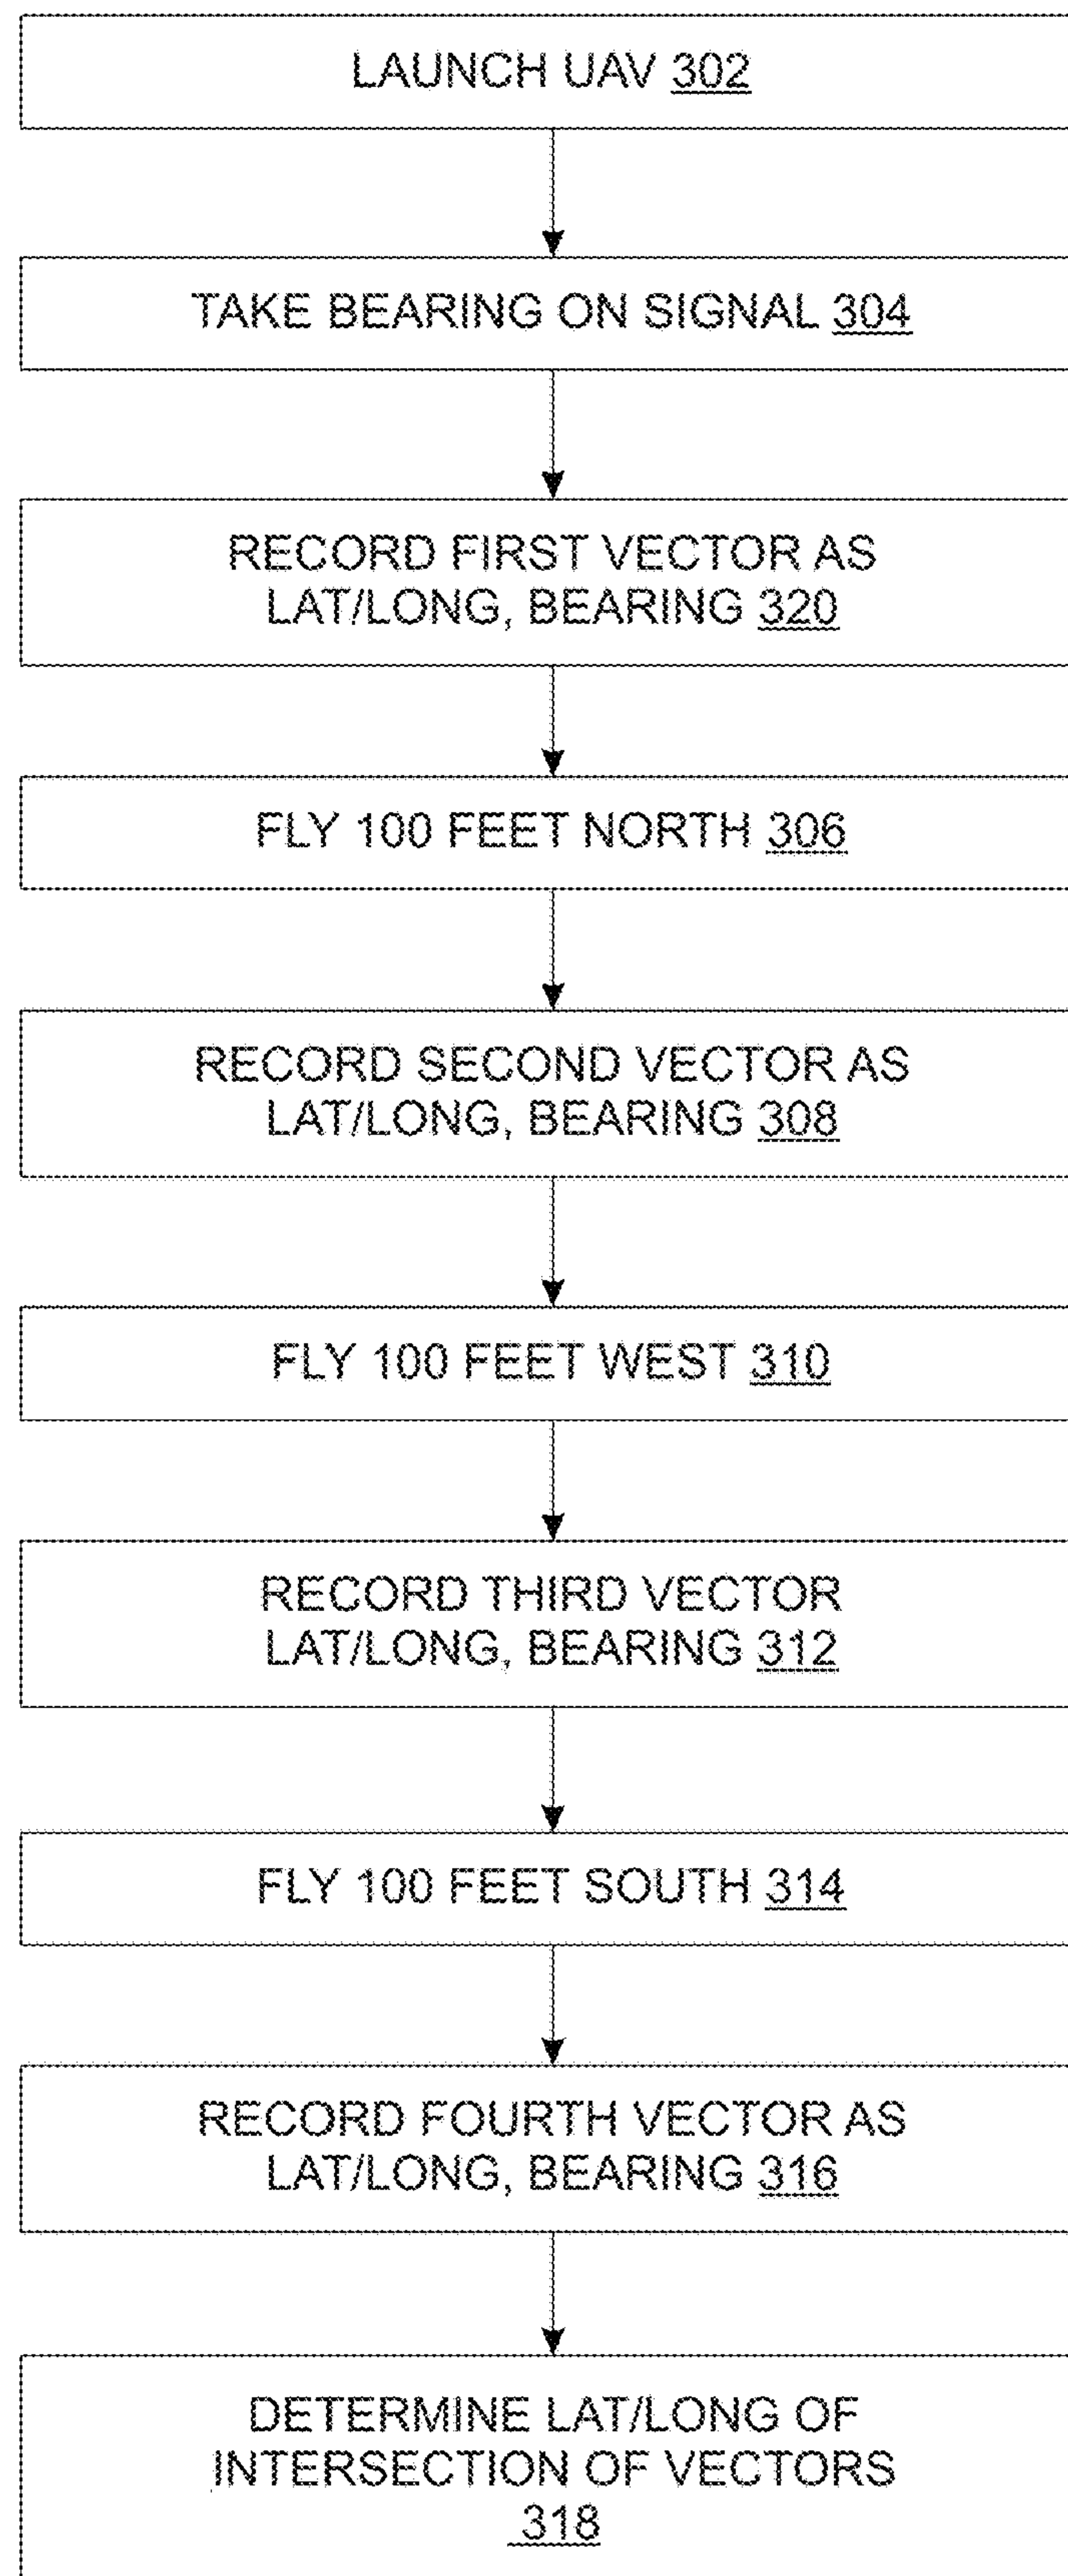 LAUNCH UAV 302
TAKE BEARING ON SIGNAL 304
RECORD FIRST VECTOR AS
LAT/LONG, BEARING 320
FLY 100 FEET NORTH 306
RECORD SECOND VECTOR AS
LAT/LONG, BEARING 308
FLY 100 FEET WEST 310
RECORD THIRD VECTOR
LAT/LONG, BEARING 312
FLY 100 FEET SOUTH 314
RECORD FOURTH VECTOR AS
LAT/LONG, BEARING 316
DETERMINE LAT/LONG OF
INTERSECTION OF VECTORS
318